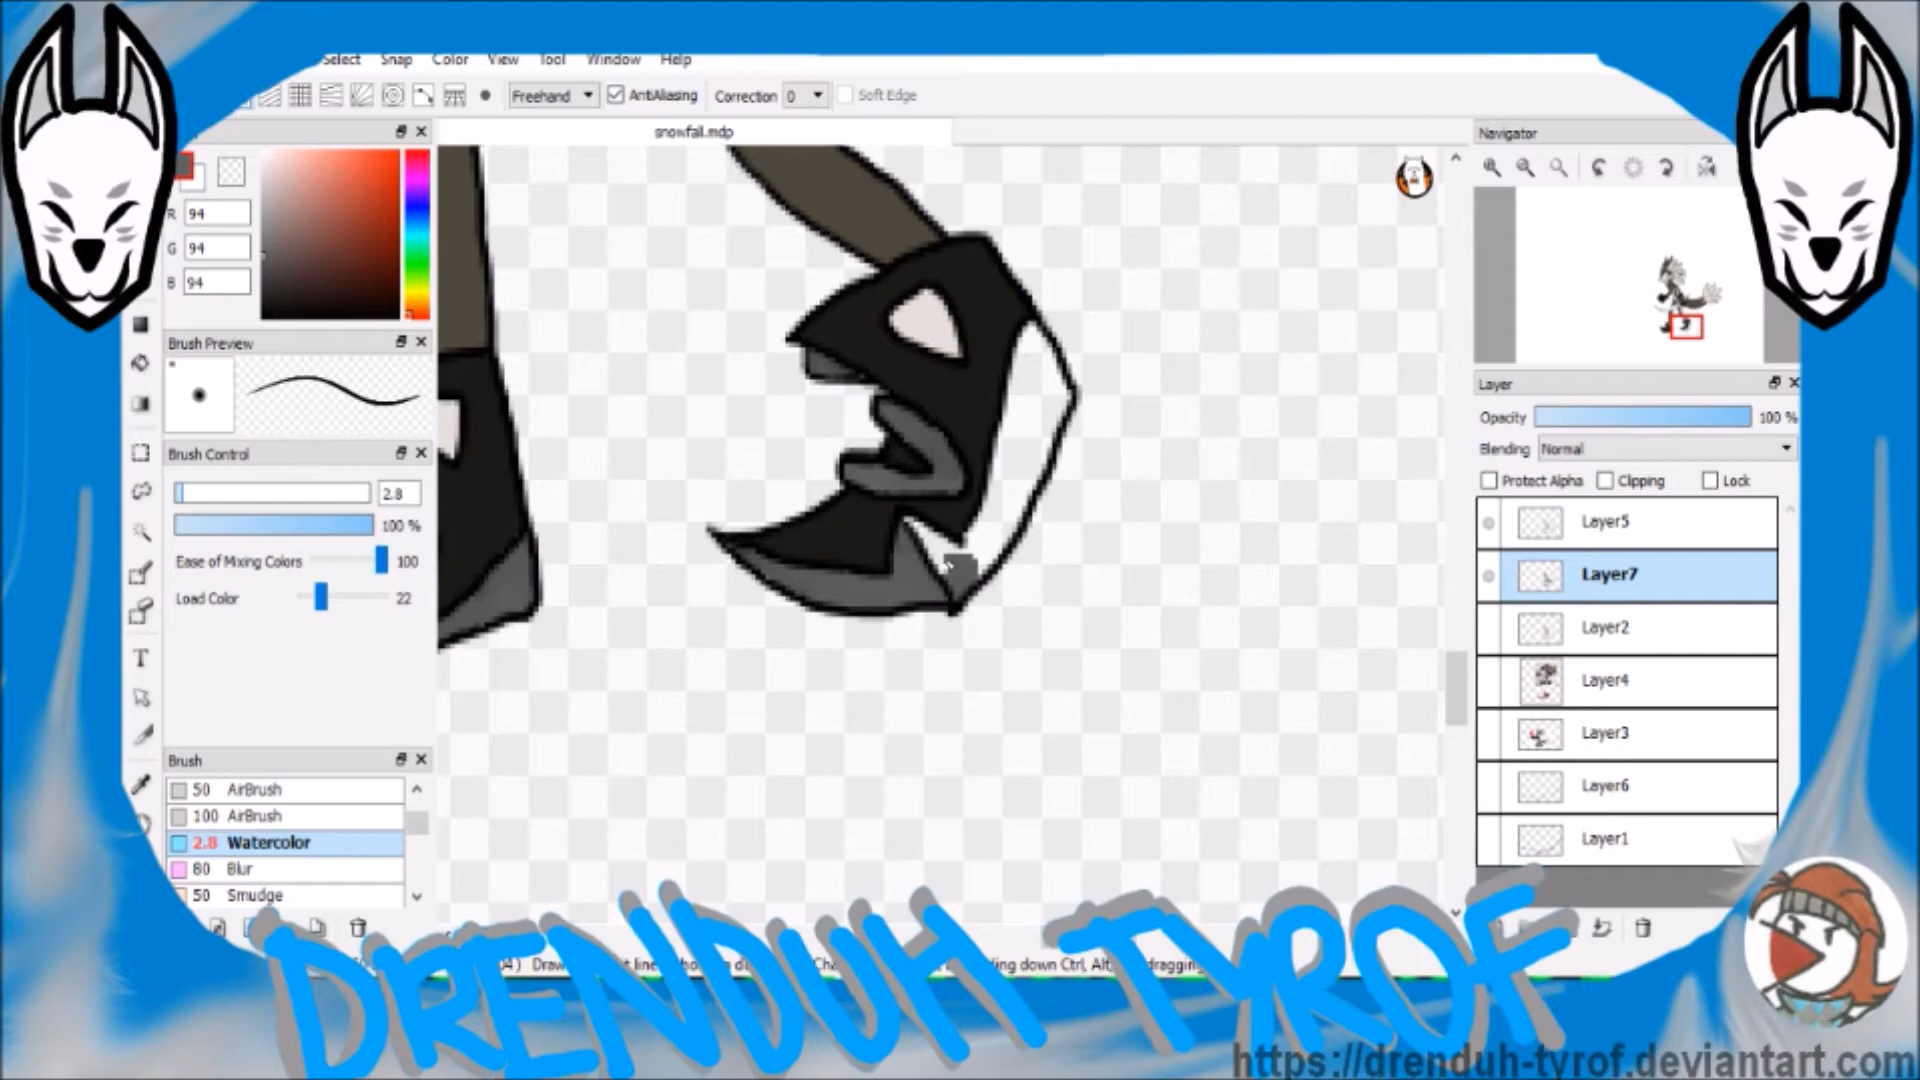 Select Snap Color View Tool Window Help
Freehand AntiAliasing Correction 0 Soft Edge
snowfall.mdp
Navigator
R 94
G 94
B 94
Brush Preview
Brush Control
2.8
100 %
Ease of Mixing Colors 100
Load Color 22
Brush
50 AirBrush
100 AirBrush
2.8 Watercolor
80 Blur
50 Smudge
Layer
Opacity 100 %
Blending Normal
Protect Alpha Clipping Lock
Layer5
Layer7
Layer2
Layer4
Layer3
Layer6
Layer1
down Ctrl, Alt,
DRENDUH TYROF
https://drenduh-tyrof.deviantart.com